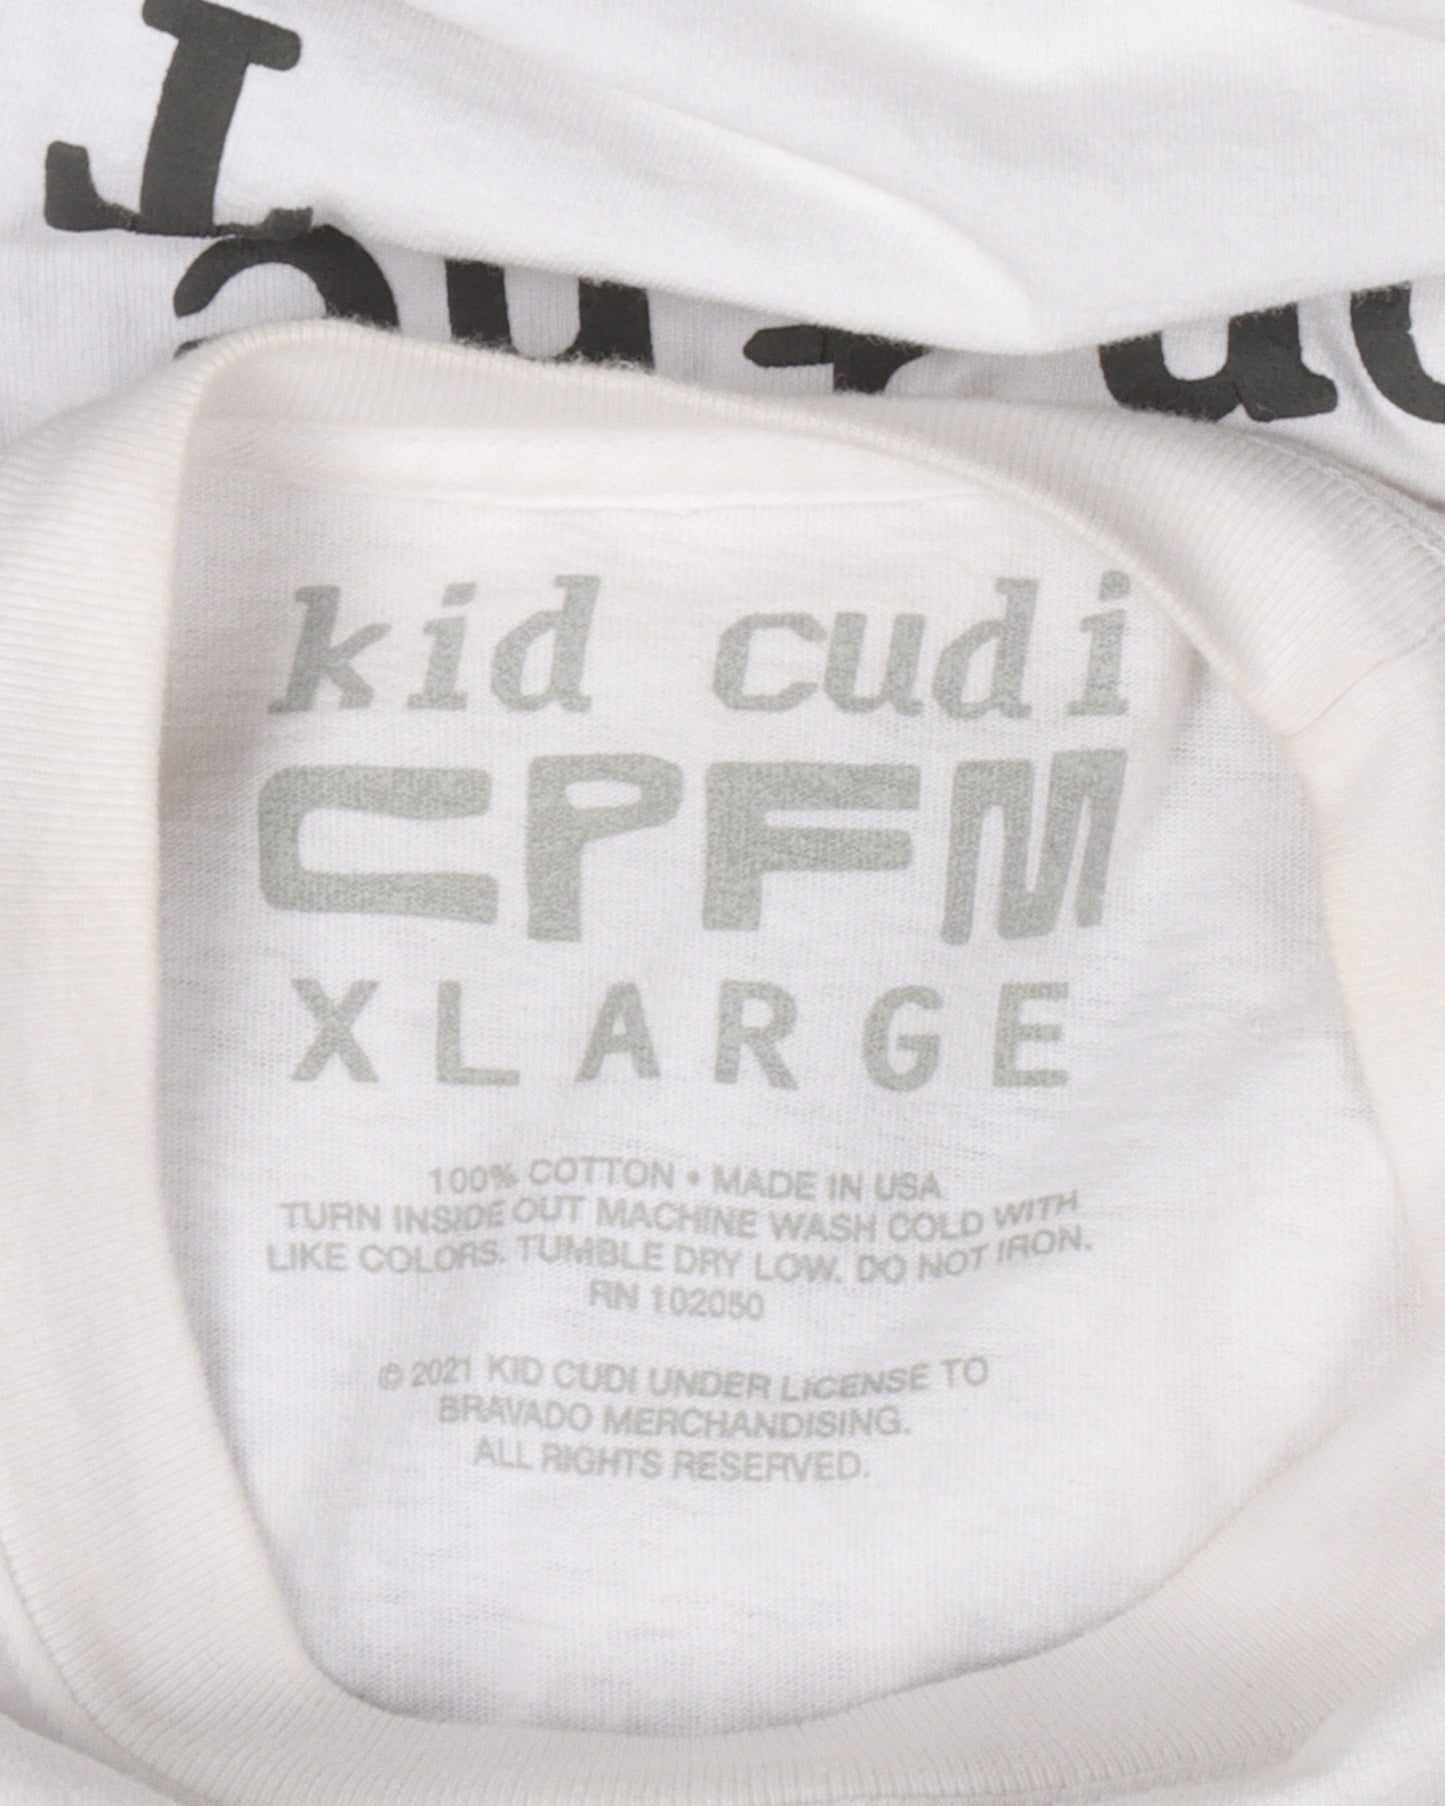 kid cudi
CPFM
XLARGE
100% COTTON • MADE IN USA
TURN INSIDE OUT MACHINE WASH COLD WITH
LIKE COLORS. TUMBLE DRY LOW. DO NOT IRON.
RN 102050
© 2021 KID CUDI UNDER LICENSE TO
BRAVADO MERCHANDISING.
ALL RIGHTS RESERVED.